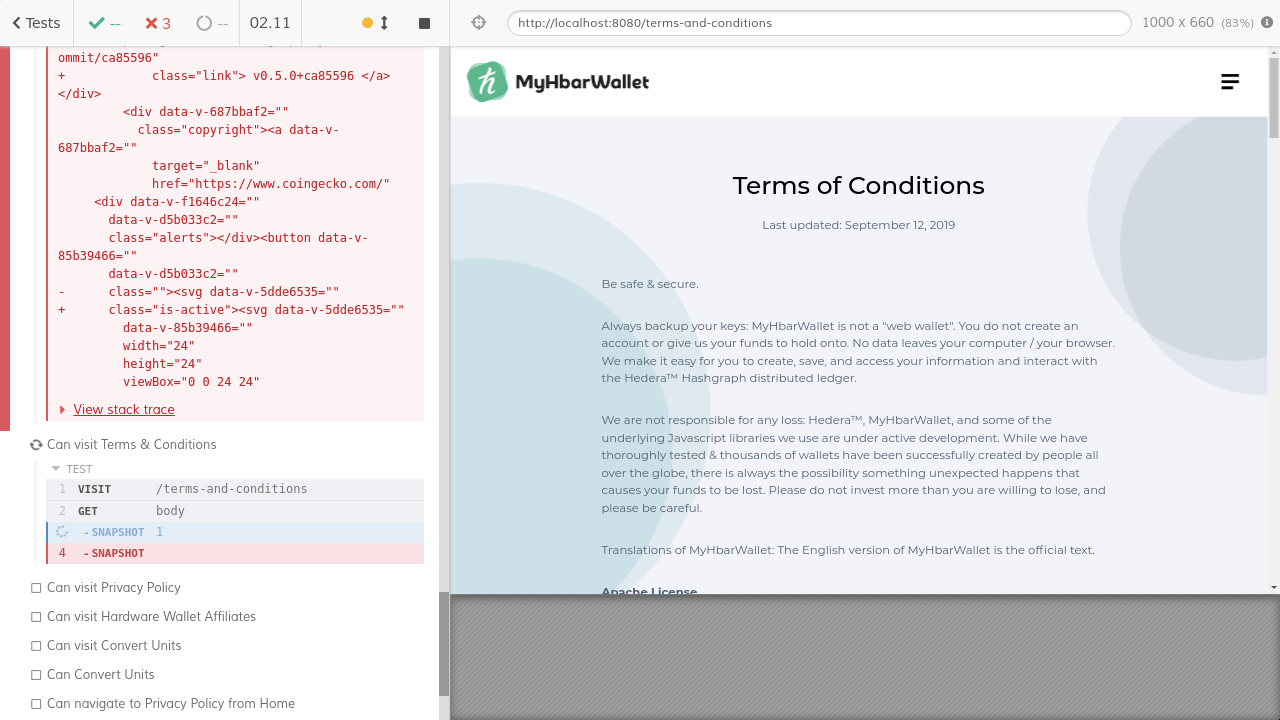 Tests
--
3
--
02.11
http://localhost:8080/terms-and-conditions
1000 x 660 (83%)
ommit/ca85596"
+            class="link"> v0.5.0+ca85596 </a>
</div>
         <div data-v-687bbaf2=""
           class="copyright"><a data-v-
687bbaf2=""
             target="_blank"
             href="https://www.coingecko.com/"
     <div data-v-f1646c24=""
       data-v-d5b033c2=""
       class="alerts"></div><button data-v-
85b39466=""
       data-v-d5b033c2=""
-      class=""><svg data-v-5dde6535=""
+      class="is-active"><svg data-v-5dde6535=""
         data-v-85b39466=""
         width="24"
         height="24"
         viewBox="0 0 24 24"
View stack trace
Can visit Terms & Conditions
TEST
1 VISIT /terms-and-conditions
2 GET body
- SNAPSHOT 1
4 - SNAPSHOT
Can visit Privacy Policy
Can visit Hardware Wallet Affiliates
Can visit Convert Units
Can Convert Units
Can navigate to Privacy Policy from Home
MyHbarWallet
Terms of Conditions
Last updated: September 12, 2019
Be safe & secure.
Always backup your keys: MyHbarWallet is not a "web wallet". You do not create an
account or give us your funds to hold onto. No data leaves your computer / your browser.
We make it easy for you to create, save, and access your information and interact with
the Hedera™ Hashgraph distributed ledger.
We are not responsible for any loss: Hedera™, MyHbarWallet, and some of the
underlying Javascript libraries we use are under active development. While we have
thoroughly tested & thousands of wallets have been successfully created by people all
over the globe, there is always the possibility something unexpected happens that
causes your funds to be lost. Please do not invest more than you are willing to lose, and
please be careful.
Translations of MyHbarWallet: The English version of MyHbarWallet is the official text.
Apache License